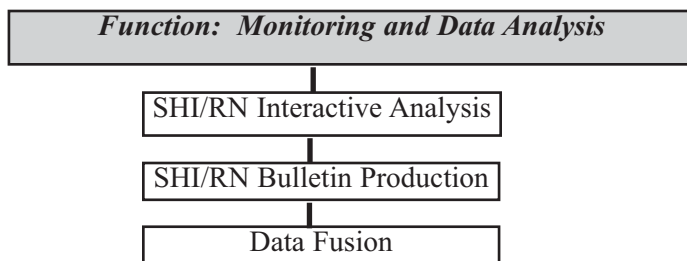 Function: Monitoring and Data Analysis
SHI/RN Interactive Analysis
SHI/RN Bulletin Production
Data Fusion